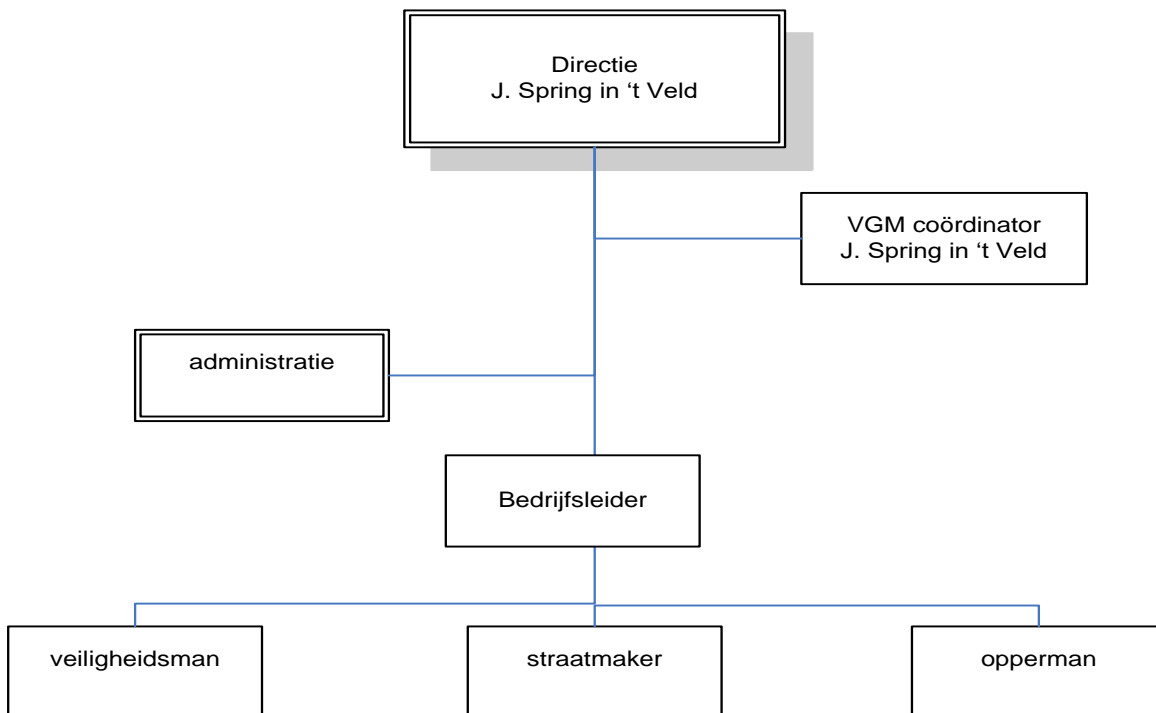 Directie
J. Spring in ‘t Veld
VGM coördinator
J. Spring in ‘t Veld
administratie
Bedrijfsleider
veiligheidsman
straatmaker
opperman